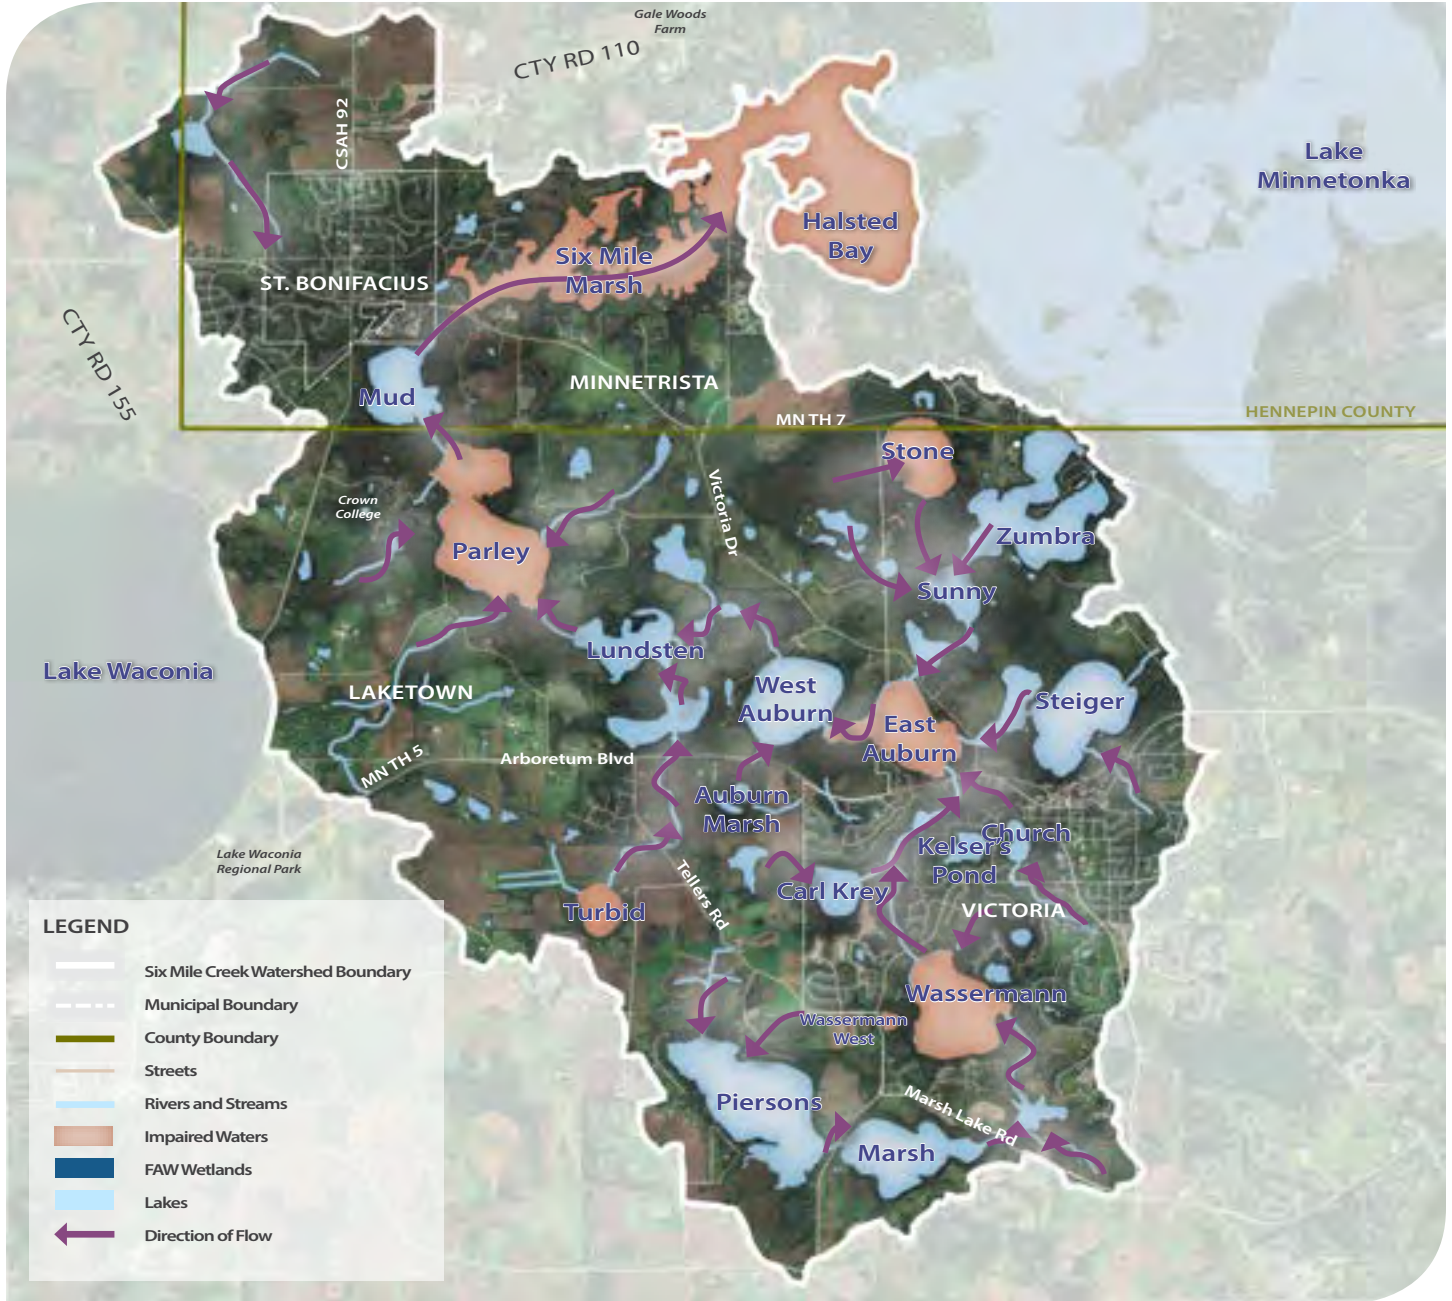 Gale Woods
Farm
CTY RD 110
CSAH 92
Lake
Minnetonka
Halsted
Bay
Six Mile
Marsh
ST. BONIFACIUS
CTY RD 155
Mud
MINNETRISTA
MN TH 7
HENNEPIN COUNTY
Stone
Crown
College
Victoria Dr
Zumbra
Parley
Sunny
Lundsten
Lake Waconia
LAKETOWN
West
Auburn
Steiger
East
Auburn
MN TH 5
Arboretum Blvd
Auburn
Marsh
Church
Kelser's
Pond
Lake Waconia
Regional Park
Tellers Rd
Carl Krey
Turbid
VICTORIA
Wassermann
Wassermann
West
Piersons
Marsh Lake Rd
Marsh
LEGEND
Six Mile Creek Watershed Boundary
Municipal Boundary
County Boundary
Streets
Rivers and Streams
Impaired Waters
FAW Wetlands
Lakes
Direction of Flow